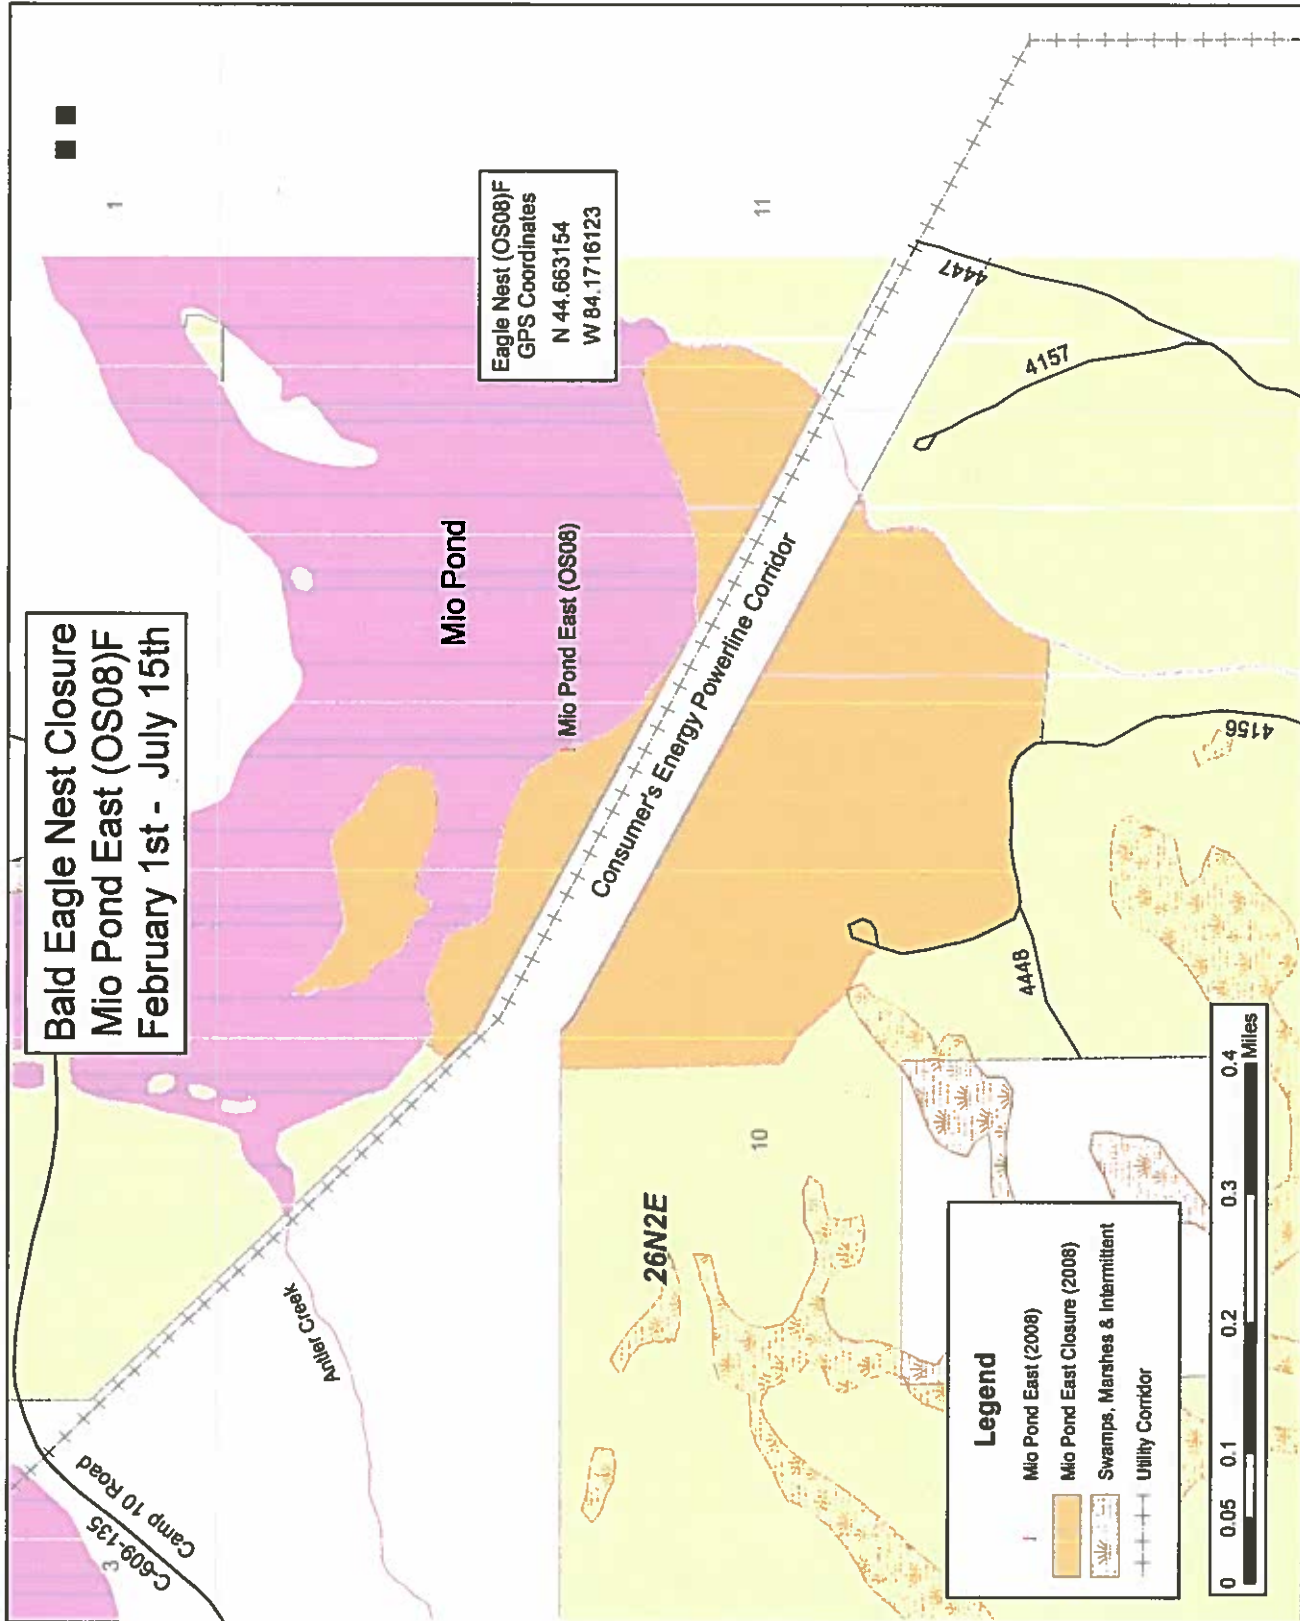 Bald Eagle Nest Closure
Mio Pond East (OS08)F
February 1st - July 15th
1
Eagle Nest (OS08)F
GPS Coordinates
N 44.663154
W 84.1716123
Mio Pond
Mio Pond East (OS08)
11
Consumer's Energy Powerline Corridor
4447
4157
4156
4448
10
26N2E
Antler Creek
C-609-135
Camp 10 Road
3
Legend
Mio Pond East (2008)
Mio Pond East Closure (2008)
Swamps, Marshes & Intermittent
Utility Corridor
0 0.05 0.1 0.2 0.3 0.4
Miles